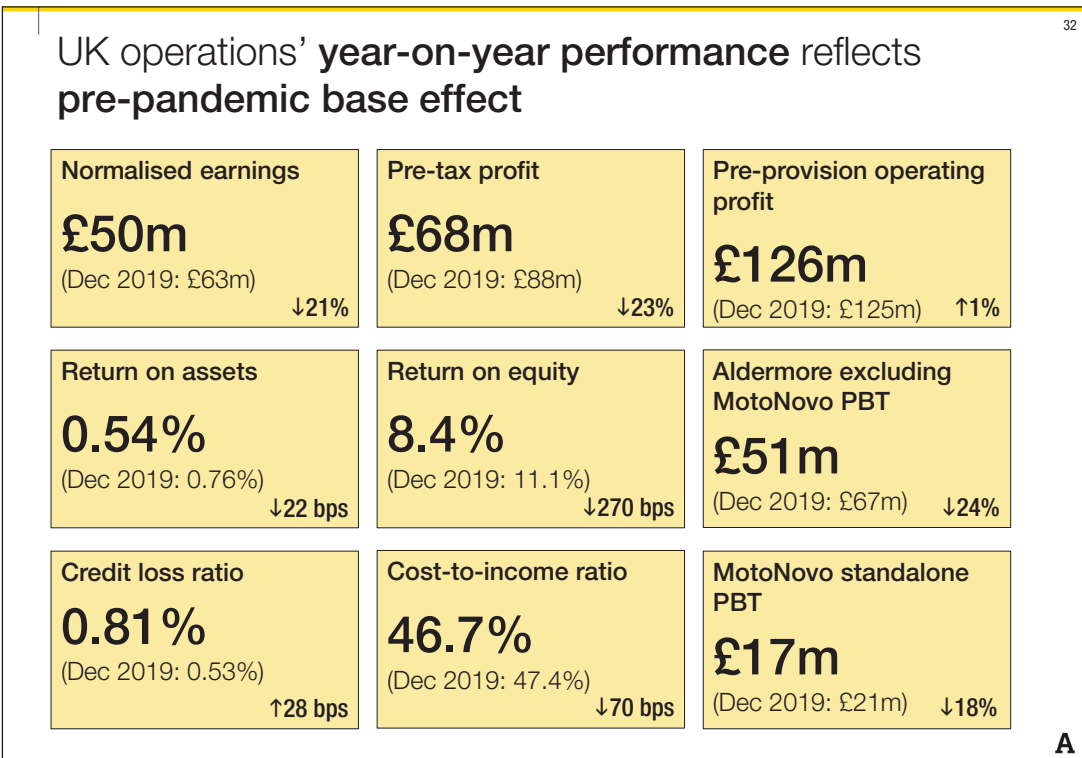 32
UK operations’ year-on-year performance reflects
pre-pandemic base effect
Normalised earnings
£50m
(Dec 2019: £63m)
↓21%
Pre-tax profit
£68m
(Dec 2019: £88m)
↓23%
Pre-provision operating
profit
£126m
(Dec 2019: £125m) ↑1%
Return on assets
0.54%
(Dec 2019: 0.76%)
↓22 bps
Return on equity
8.4%
(Dec 2019: 11.1%)
↓270 bps
Aldermore excluding
MotoNovo PBT
£51m
(Dec 2019: £67m) ↓24%
Credit loss ratio
0.81%
(Dec 2019: 0.53%)
↑28 bps
Cost-to-income ratio
46.7%
(Dec 2019: 47.4%)
↓70 bps
MotoNovo standalone
PBT
£17m
(Dec 2019: £21m) ↓18%
A